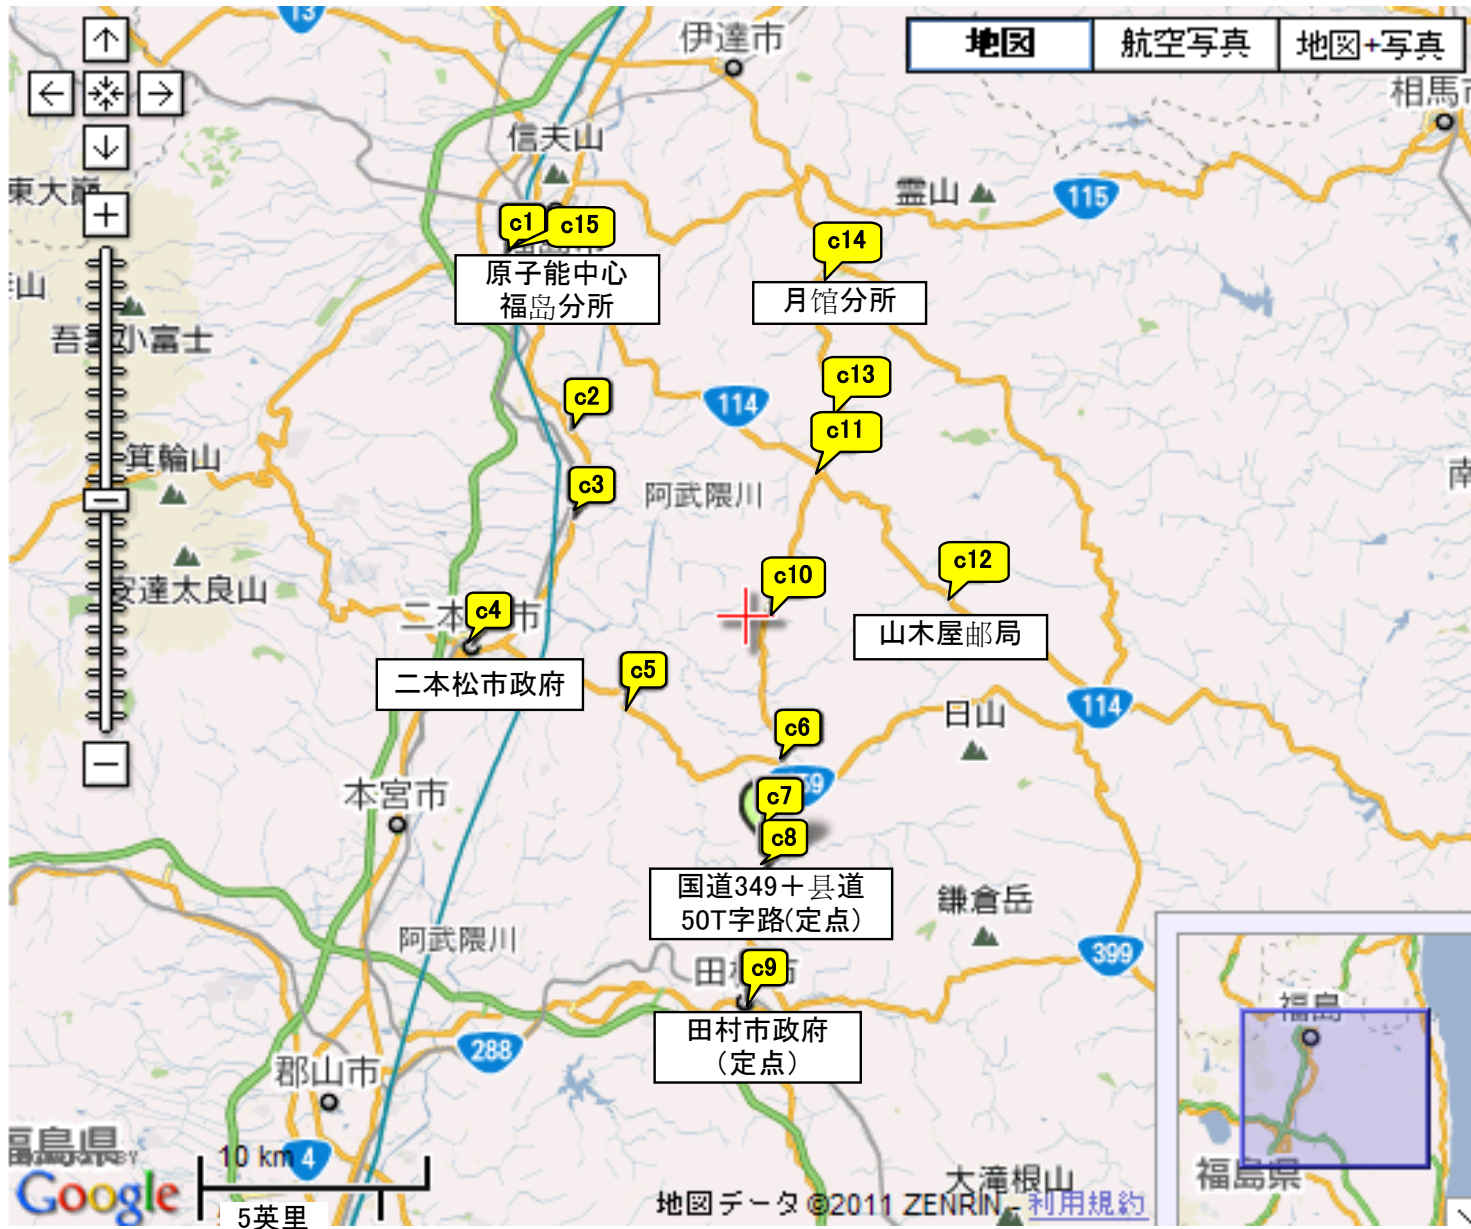 13
伊達市
地図
航空写真
地図+写真
相馬市
信夫山
東大巓
霊山
115
c1
c15
c14
原子能中心
福岛分所
月馆分所
山
吾妻小富士
c13
c2
114
c11
箕輪山
c3
阿武隈川
南
c12
c10
安達太良山
二本
市
c4
山木屋邮局
二本松市政府
c5
日山
114
c6
59
本宮市
c7
c8
国道349＋县道
50T字路(定点)
鎌倉岳
阿武隈川
399
田
市
c9
田村市政府
（定点）
288
郡山市
福島
福島県
福島県
4
10 km
大滝根山
Google
5英里
地図データ ©2011 ZENRIN - 利用規約